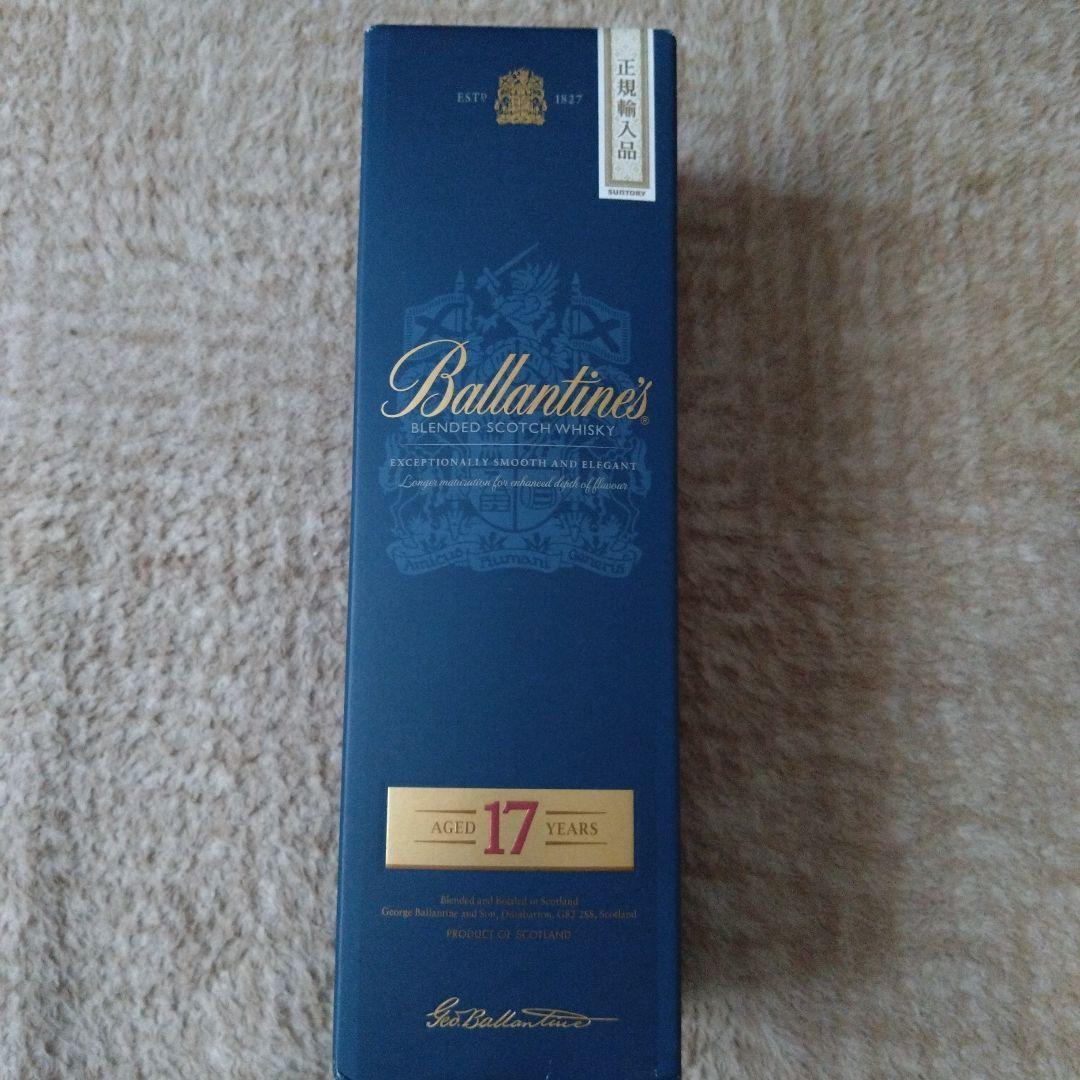 ESTD 1827
正規輸入品
SUNTORY
Ballantine's®
BLENDED SCOTCH WHISKY
EXCEPTIONALLY SMOOTH AND ELEGANT
Longer maturation for enhanced depth of flavour
Amicus Humani Generis
AGED 17 YEARS
Blended and Bottled in Scotland
George Ballantine and Son, Dumbarton, G82 2SS, Scotland
PRODUCT OF SCOTLAND
Geo. Ballantine